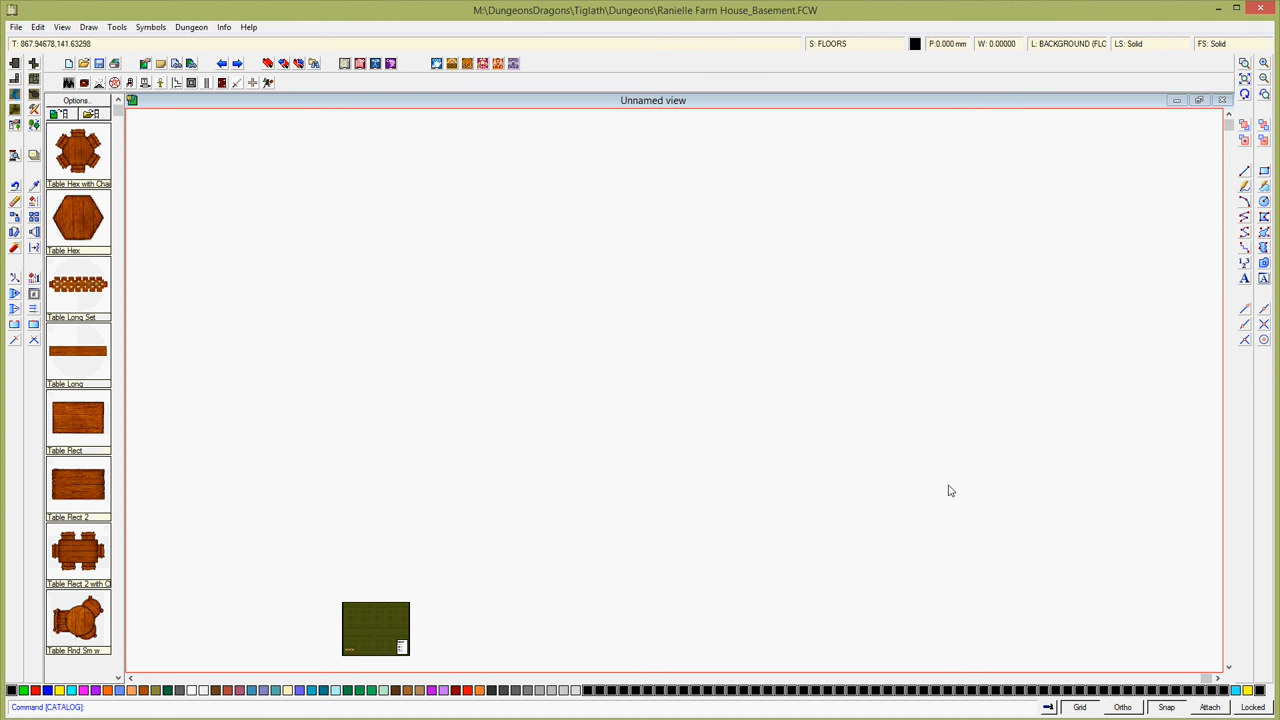 M:\DungeonsDragons\Tiglath\Dungeons\Ranielle Farm House_Basement.FCW
File Edit View Draw Tools Symbols Dungeon Info Help
T: 867.94678,141.63298 S: FLOORS P:0.000 mm W: 0.00000 L: BACKGROUND (FLC LS: Solid FS: Solid
Options..
Unnamed view
Table Hex with Chai
Table Hex
Table Long Set
Table Long
Table Rect
Table Rect 2
Table Rect 2 with Cl
Table Rnd Sm w
Command [CATALOG]: Grid Ortho Snap Attach Locked